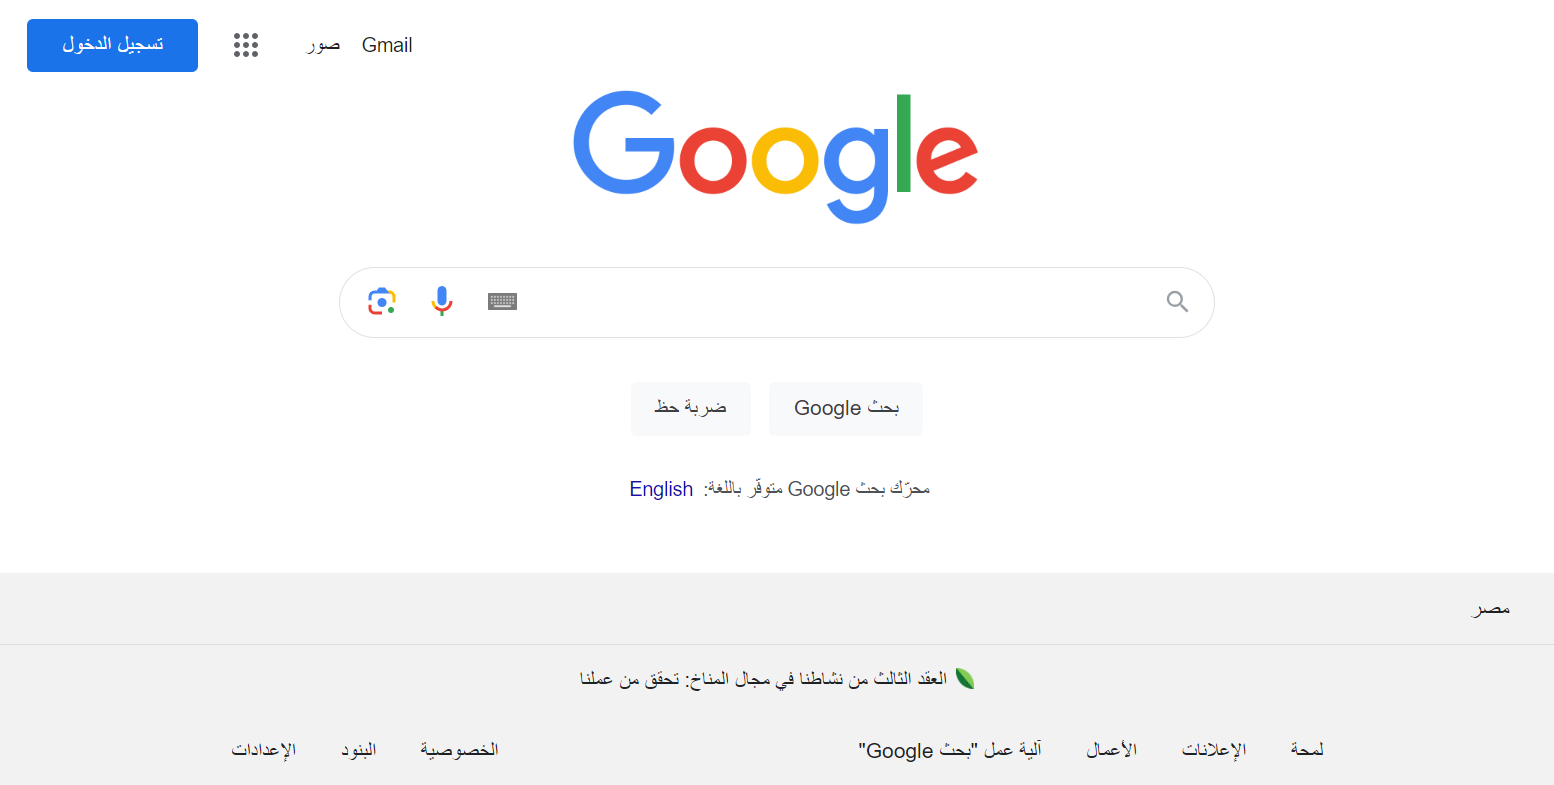 Gmail صور تسجيل الدخول
Google
بحث Google ضربة حظ
محرّك بحث Google متوفّر باللغة: English
مصر
العقد الثالث من نشاطنا في مجال المناخ: تحقق من عملنا
لمحة الإعلانات الأعمال آلية عمل "بحث Google" الخصوصية البنود الإعدادات